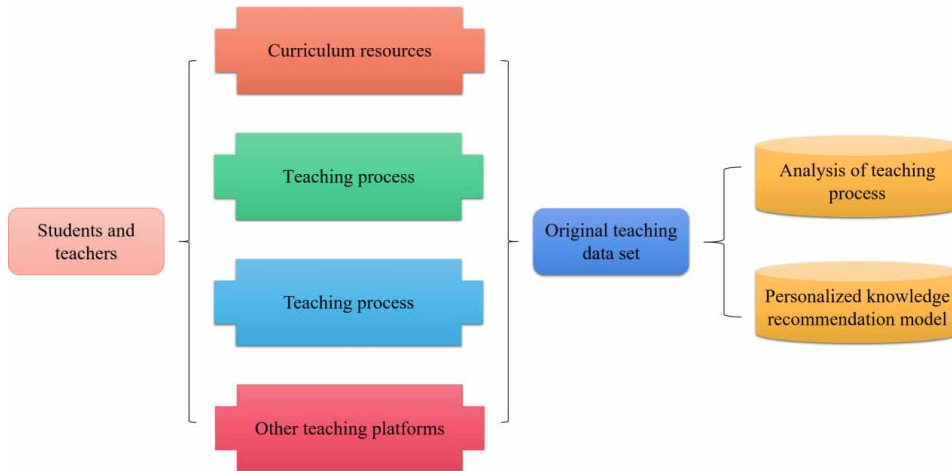 Curriculum resources
Teaching process
Students and
teachers
Teaching process
Other teaching platforms
Original teaching
data set
Analysis of teaching
process
Personalized knowledge
recommendation model